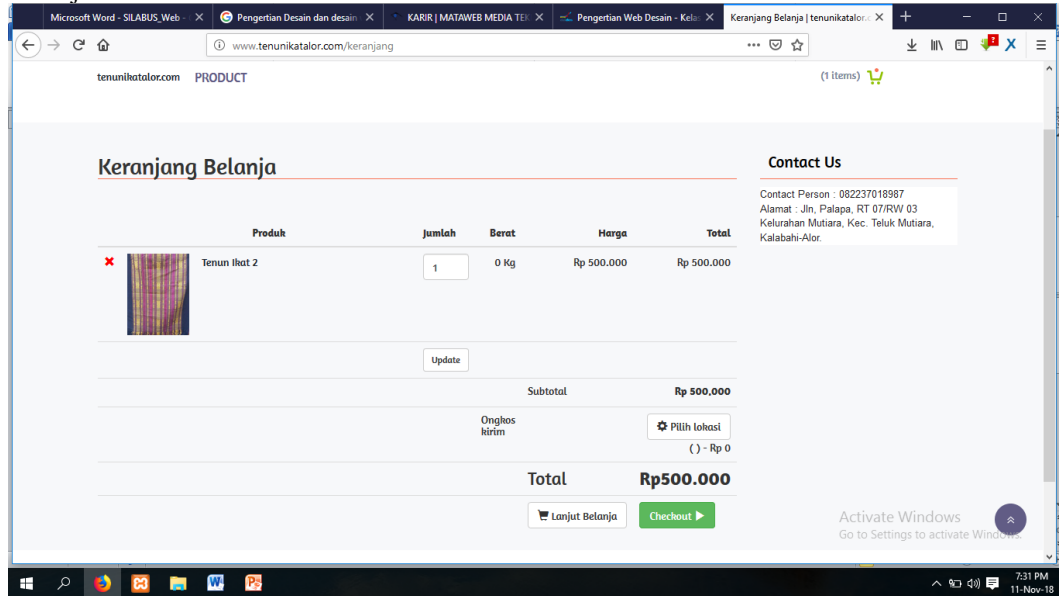 Microsoft Word - SILABUS_Web -
Pengertian Desain dan desain
KARIR | MATAWEB MEDIA TEK
Pengertian Web Desain - Kela
Keranjang Belanja | tenunikatalor.c
www.tenunikatalor.com/keranjang
tenunikatalor.com PRODUCT
(1 items)
Keranjang Belanja
Produk Jumlah Berat Harga Total
Tenun Ikat 2 1 0 Kg Rp 500.000 Rp 500.000
Update
Subtotal Rp 500,000
Ongkos
kirim
Pilih lokasi
( ) - Rp 0
Total Rp500.000
Lanjut Belanja Checkout
Contact Us
Contact Person : 082237018987
Alamat : Jln, Palapa, RT 07/RW 03
Kelurahan Mutiara, Kec. Teluk Mutiara,
Kalabahi-Alor.
Activate Windows
Go to Settings to activate Windows.
7:31 PM
11-Nov-18